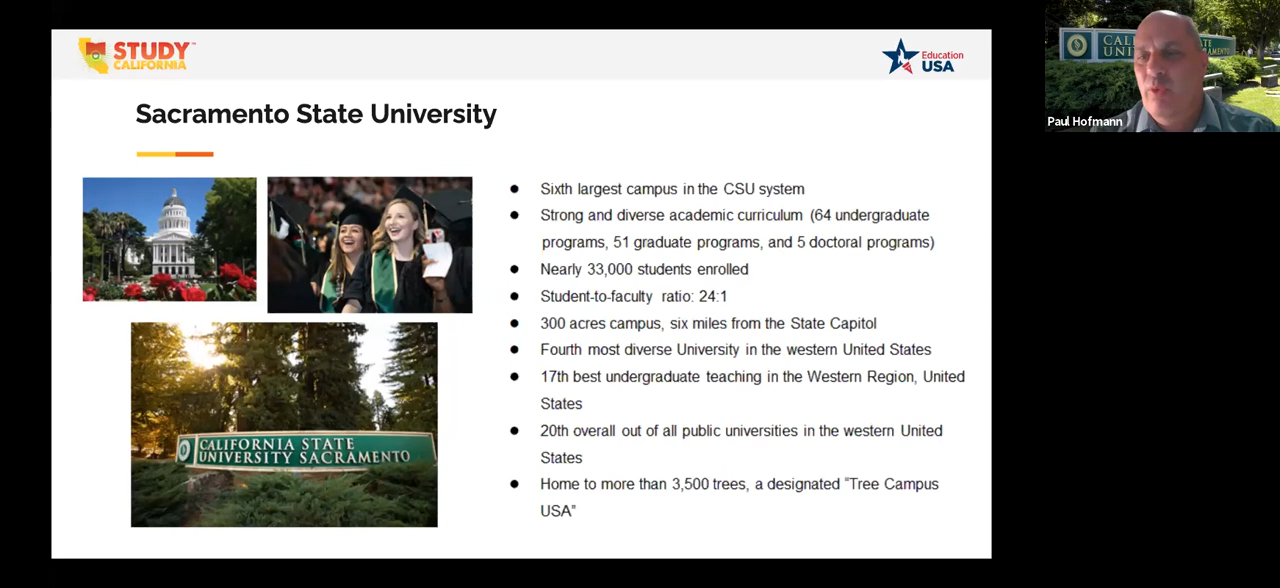 STUDY™
CALIFORNIA
Education
USA
Sacramento State University
● Sixth largest campus in the CSU system
● Strong and diverse academic curriculum (64 undergraduate
programs, 51 graduate programs, and 5 doctoral programs)
● Nearly 33,000 students enrolled
● Student-to-faculty ratio: 24:1
● 300 acres campus, six miles from the State Capitol
● Fourth most diverse University in the western United States
● 17th best undergraduate teaching in the Western Region, United
States
● 20th overall out of all public universities in the western United
States
● Home to more than 3,500 trees, a designated “Tree Campus
USA”
CALIFORNIA STATE
UNIVERSITY SACRAMENTO
Paul Hofmann